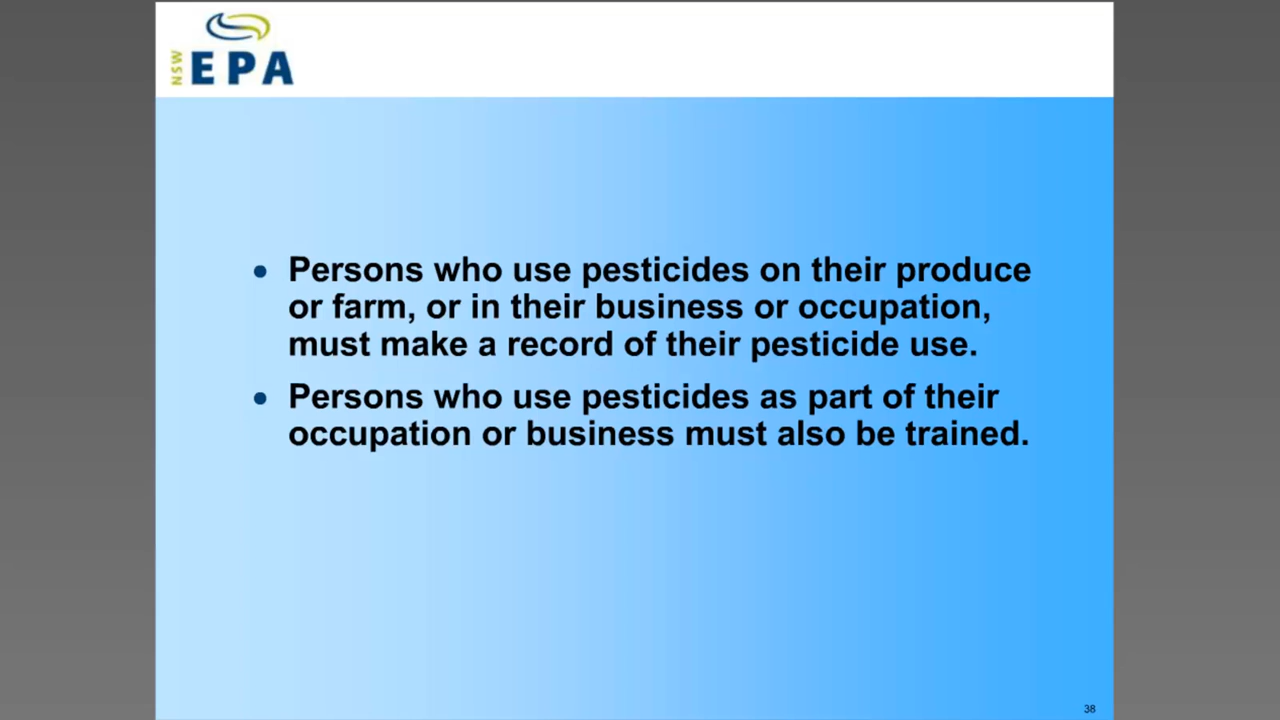 NSW EPA
• Persons who use pesticides on their produce
or farm, or in their business or occupation,
must make a record of their pesticide use.
• Persons who use pesticides as part of their
occupation or business must also be trained.
38